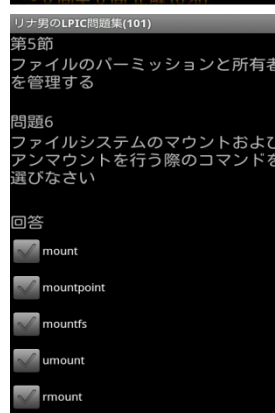 リナ男のLPIC問題集(101)
第5節
ファイルのパーミッションと所有者
を管理する
問題6
ファイルシステムのマウントおよび
アンマウントを行う際のコマンドを
選びなさい
回答
mount
mountpoint
mountfs
umount
rmount